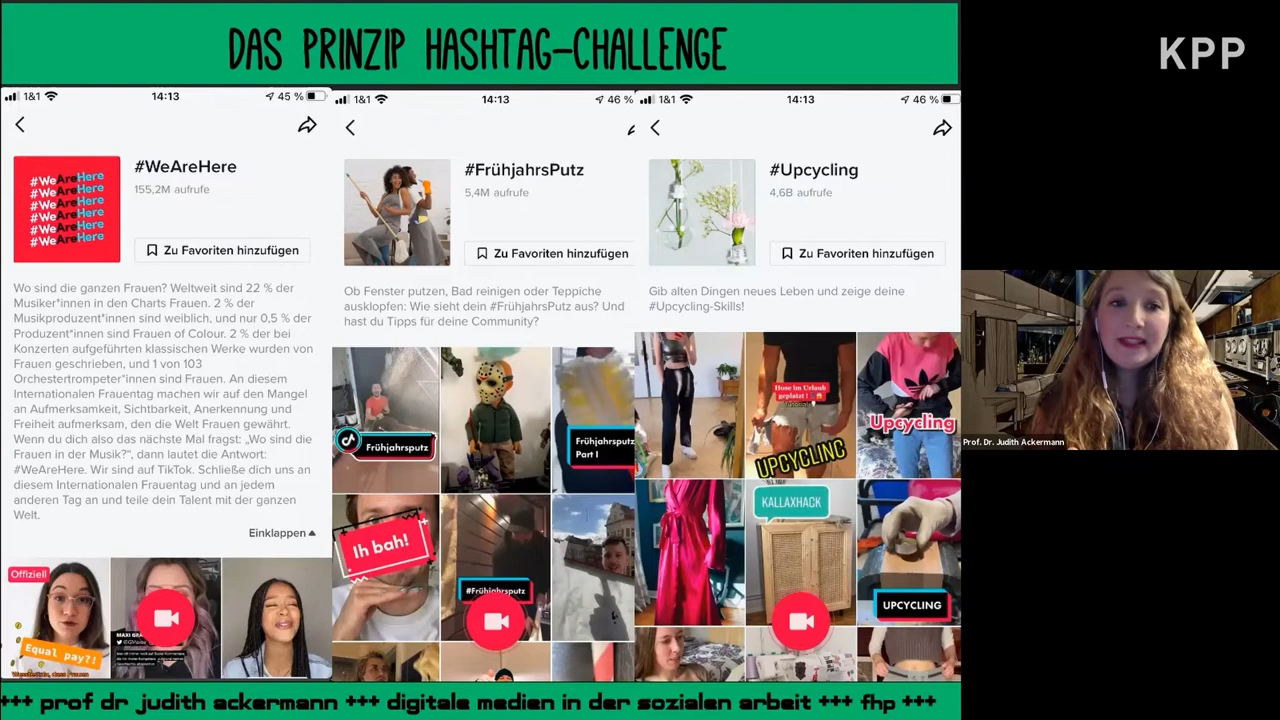 DAS PRINZIP HASHTAG-CHALLENGE
KPP
1&1
14:13
45 %
#WeAreHere
#WeAreHere
#WeAreHere
#WeAreHere
#WeAreHere
#WeAreHere
#WeAreHere
155,2M aufrufe
Zu Favoriten hinzufügen
Wo sind die ganzen Frauen? Weltweit sind 22 % der
Musiker*innen in den Charts Frauen. 2 % der
Musikproduzent*innen sind weiblich, und nur 0,5 % der
Produzent*innen sind Frauen of Colour. 2 % der bei
Konzerten aufgeführten klassischen Werke wurden von
Frauen geschrieben, und 1 von 103
Orchestertrompeter*innen sind Frauen. An diesem
Internationalen Frauentag machen wir auf den Mangel
an Aufmerksamkeit, Sichtbarkeit, Anerkennung und
Freiheit aufmerksam, den die Welt Frauen gewährt.
Wenn du dich also das nächste Mal fragst: „Wo sind die
Frauen in der Musik?“, dann lautet die Antwort:
#WeAreHere. Wir sind auf TikTok. Schließe dich uns an
diesem Internationalen Frauentag und an jedem
anderen Tag an und teile dein Talent mit der ganzen
Welt.
Einklappen
Offiziell
Equal pay?!
1&1
14:13
46 %
#FrühjahrsPutz
5,4M aufrufe
Zu Favoriten hinzufügen
Ob Fenster putzen, Bad reinigen oder Teppiche
ausklopfen: Wie sieht dein #FrühjahrsPutz aus? Und
hast du Tipps für deine Community?
Frühjahrsputz
Frühjahrsputz
Part I
Ih bah!
#Frühjahrsputz
1&1
14:13
46 %
#Upcycling
4,6B aufrufe
Zu Favoriten hinzufügen
Gib alten Dingen neues Leben und zeige deine
#Upcycling-Skills!
Hose im Urlaub
geplatzt !
UPCYCLING
Upcycling
KALLAXHACK
UPCYCLING
Prof. Dr. Judith Ackermann
+++ prof dr judith ackermann +++ digitale medien in der sozialen arbeit +++ fhp +++